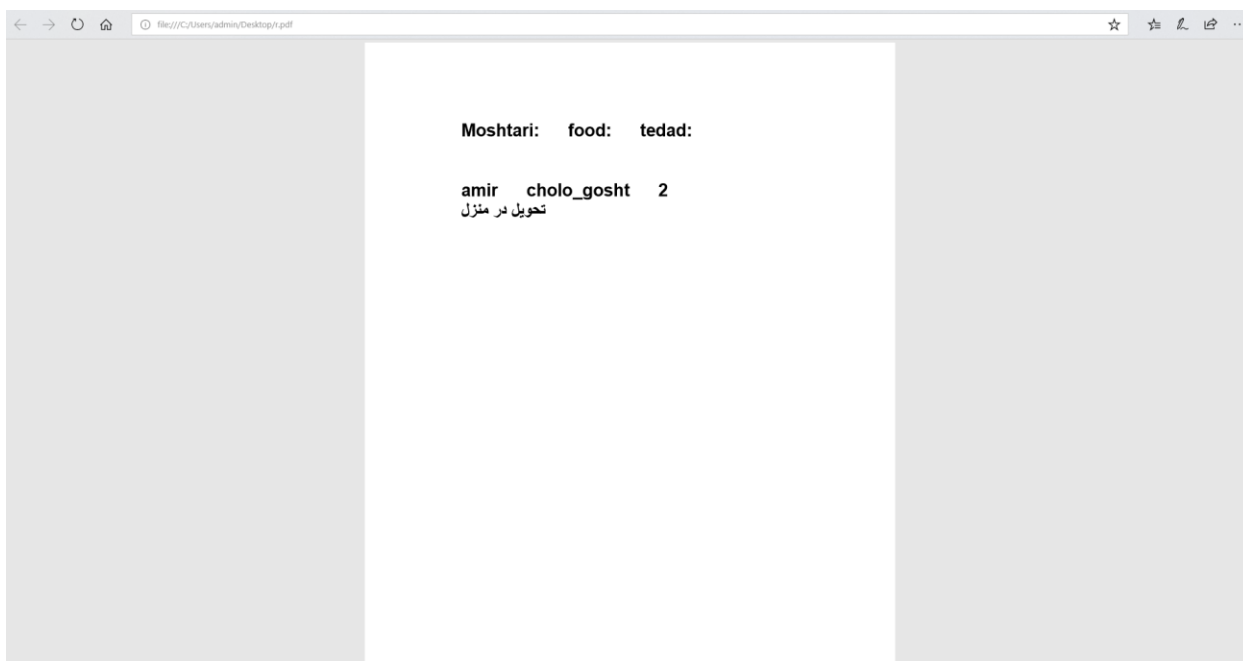 file:///C:/Users/admin/Desktop/r.pdf
Moshtari: food: tedad:
amir cholo_gosht 2
تحویل در منزل